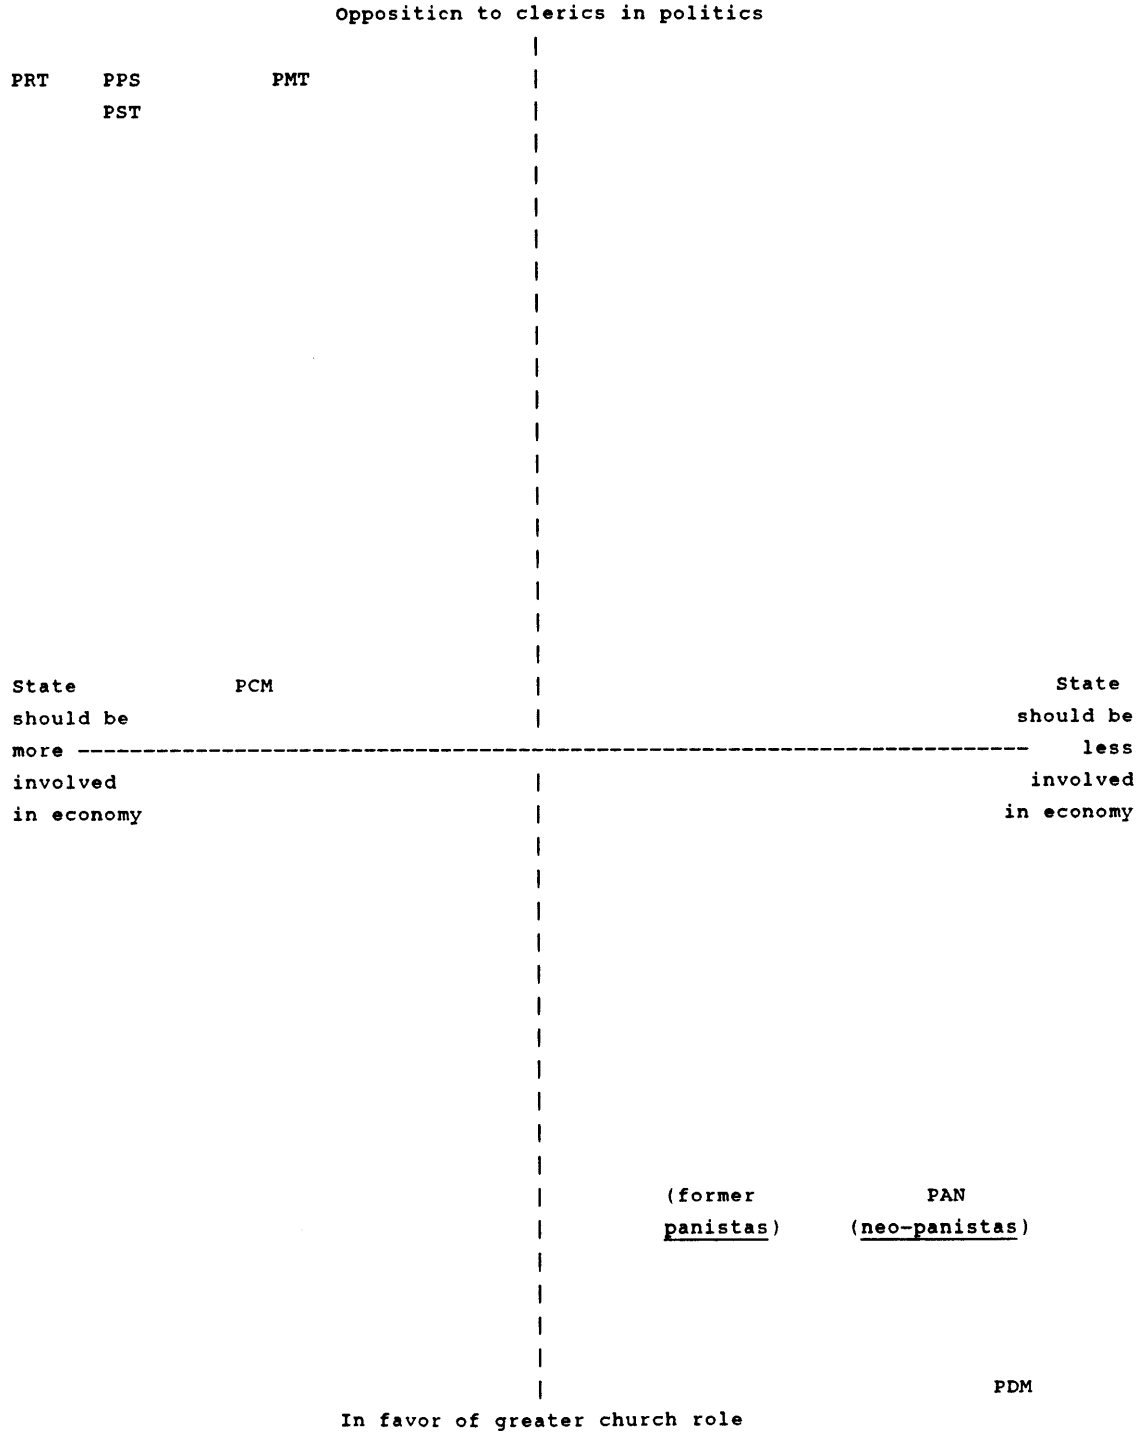 Oppositicn to clerics in politics
PRT PPS PMT
PST
State PCM State
should be should be
more less
involved involved
in economy in economy
(former PAN
panistas) (neo-panistas)
PDM
In favor of greater church role